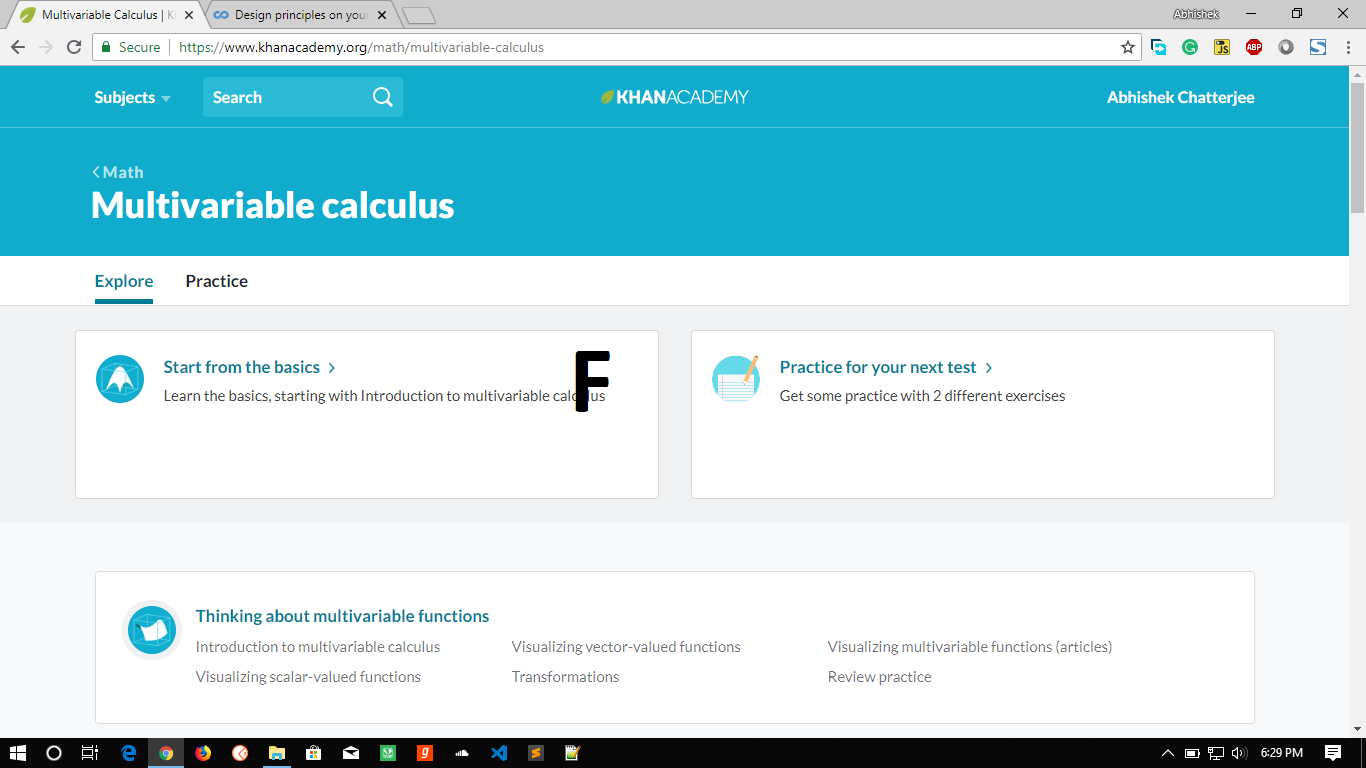 Multivariable Calculus | K
Design principles on you
Abhishek
Secure
https://www.khanacademy.org/math/multivariable-calculus
JS
ABP
S
Subjects
Search
KHANACADEMY
Abhishek Chatterjee
Math
Multivariable calculus
Explore
Practice
F
Start from the basics
Learn the basics, starting with Introduction to multivariable calculus
Practice for your next test
Get some practice with 2 different exercises
Thinking about multivariable functions
Introduction to multivariable calculus
Visualizing vector-valued functions
Visualizing multivariable functions (articles)
Visualizing scalar-valued functions
Transformations
Review practice
6:29 PM